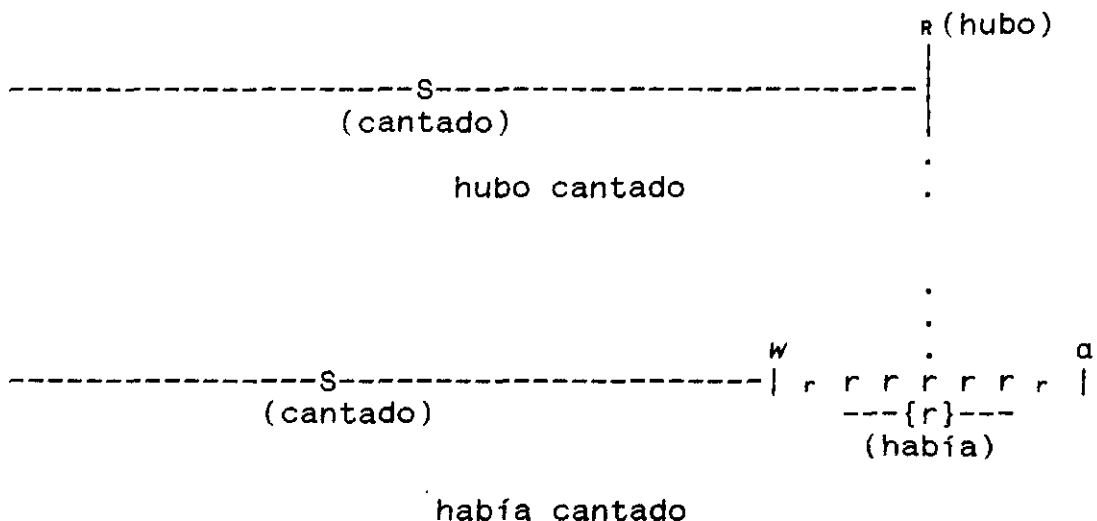 R (hubo)
--------------------S-----------------------
(cantado)
hubo cantado
W a
---------------S--------------------| r r r r r r r |
(cantado) ---{r}---
(había)
había cantado